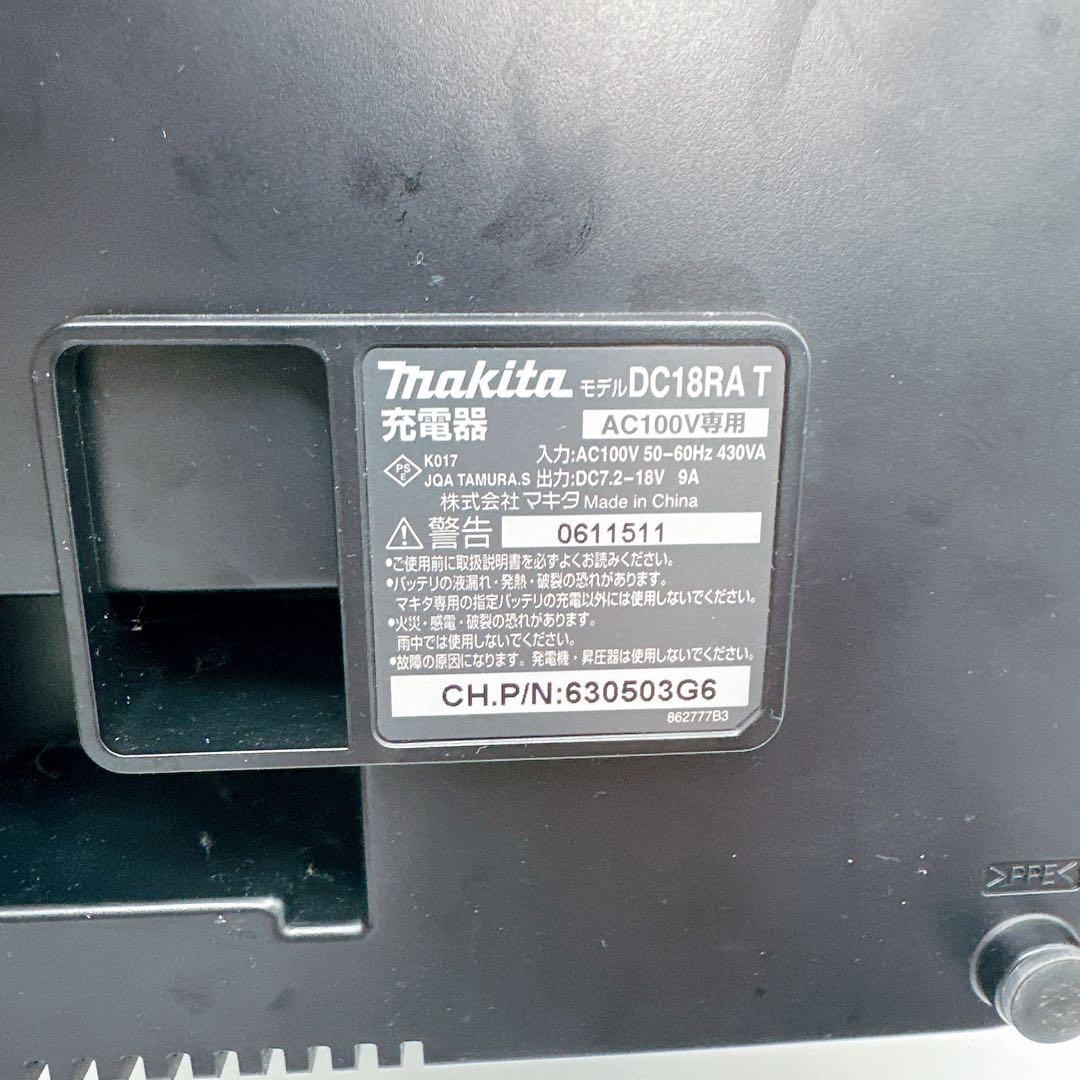 makita モデルDC18RA T
充電器 AC100V専用
PS E K017 入力:AC100V 50-60Hz 430VA
JQA TAMURA.S 出力:DC7.2-18V 9A
株式会社マキタ Made in China
警告 0611511
•ご使用前に取扱説明書を必ずよくお読みください。
•バッテリの液漏れ・発熱・破裂の恐れがあります。
マキタ専用の指定バッテリの充電以外には使用しないでください。
•火災・感電・破裂の恐れがあります。
雨中では使用しないでください。
•故障の原因になります。発電機・昇圧器は使用しないでください。
CH.P/N:630503G6
862777B3
>PPE<